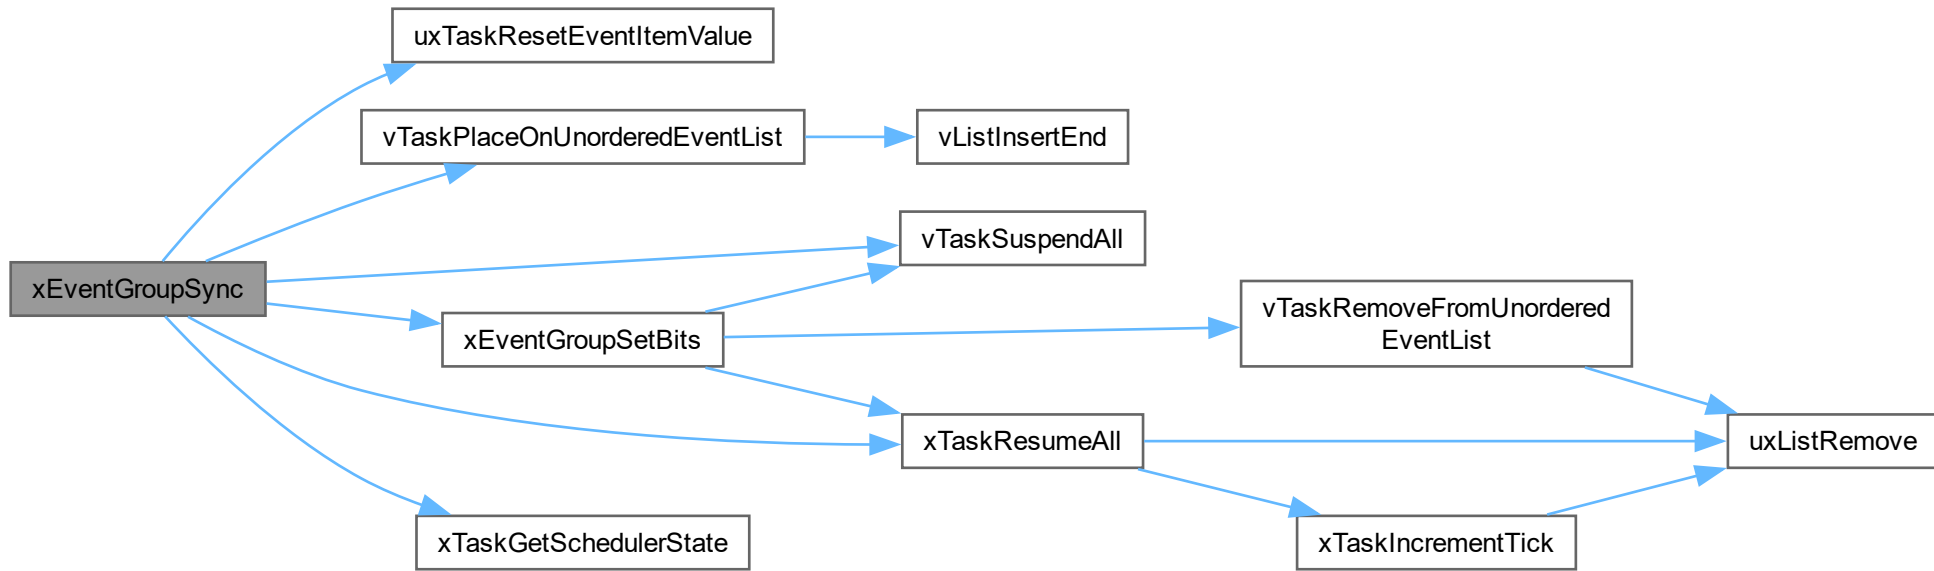 uxTaskResetEventItemValue
vTaskPlaceOnUnorderedEventList
vListInsertEnd
vTaskSuspendAll
xEventGroupSync
xEventGroupSetBits
vTaskRemoveFromUnordered
EventList
xTaskResumeAll
uxListRemove
xTaskGetSchedulerState
xTaskIncrementTick